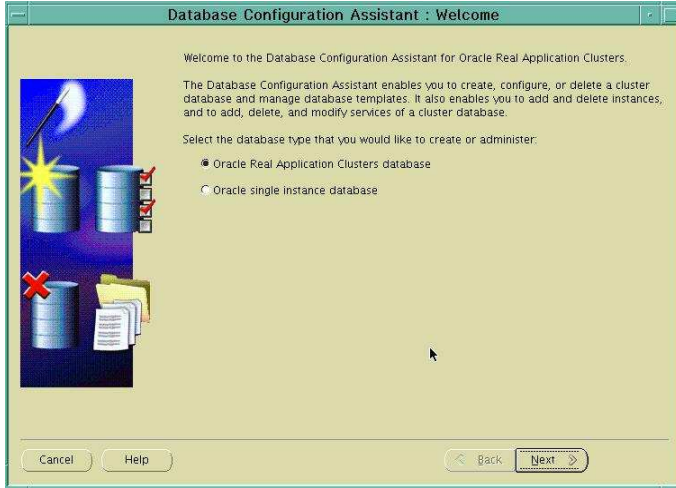 Database Configuration Assistant : Welcome
Welcome to the Database Configuration Assistant for Oracle Real Application Clusters.
The Database Configuration Assistant enables you to create, configure, or delete a cluster
database and manage database templates. It also enables you to add and delete instances,
and to add, delete, and modify services of a cluster database.
Select the database type that you would like to create or administer:
Oracle Real Application Clusters database
Oracle single instance database
Cancel Help Back Next